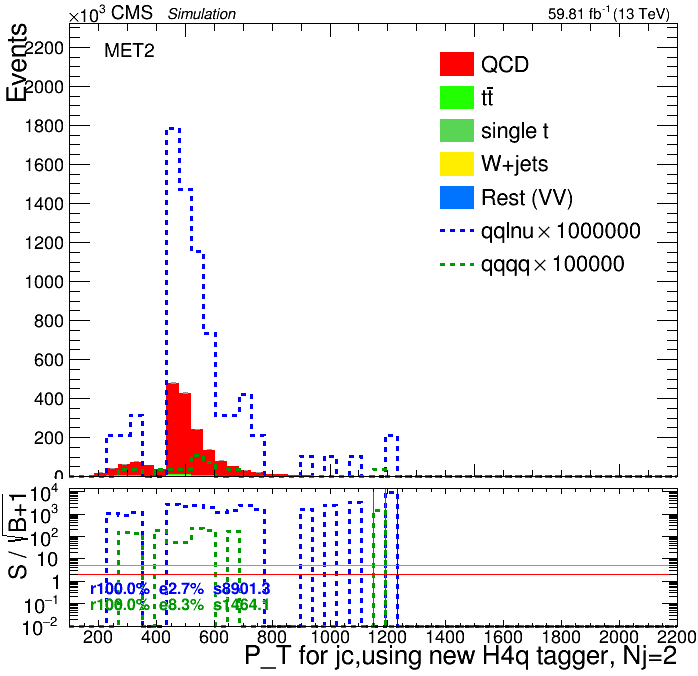 ×10³ CMS Simulation 59.81 fb⁻¹ (13 TeV)
Events
MET2
2200
2000
1800
1600
1400
1200
1000
800
600
400
200
0
QCD
tt̄
single t
W+jets
Rest (VV)
qqlnu × 1000000
qqqq × 100000
S / √B+1
10⁴
10³
10²
10
1
10⁻¹
10⁻²
r100.0% e2.7% s8901.3
r100.0% e8.3% s1464.1
200 400 600 800 1000 1200 1400 1600 1800 2000 2200
P_T for jc,using new H4q tagger, Nj=2